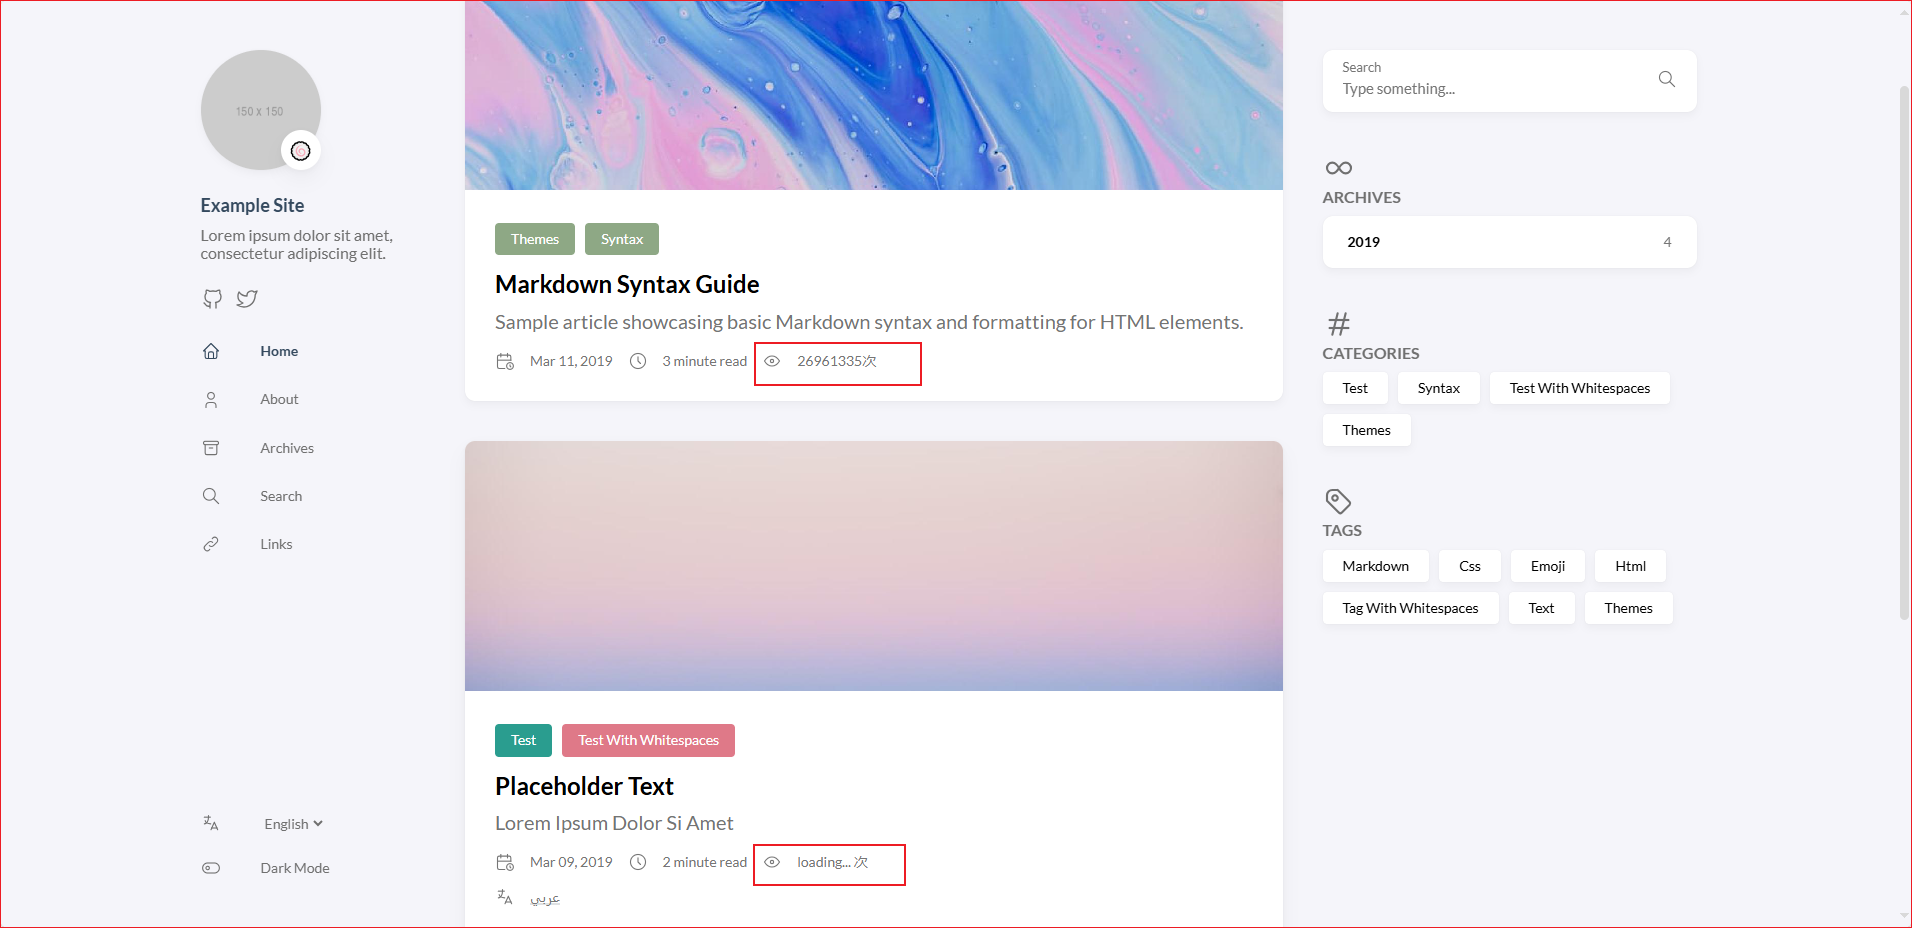 150 x 150
Example Site
Lorem ipsum dolor sit amet,
consectetur adipiscing elit.
Home
About
Archives
Search
Links
English
Dark Mode
Themes
Syntax
Markdown Syntax Guide
Sample article showcasing basic Markdown syntax and formatting for HTML elements.
Mar 11, 2019 3 minute read 26961335次
Test
Test With Whitespaces
Placeholder Text
Lorem Ipsum Dolor Si Amet
Mar 09, 2019 2 minute read loading... 次
عربي
Search
Type something...
ARCHIVES
2019 4
CATEGORIES
Test Syntax Test With Whitespaces
Themes
TAGS
Markdown Css Emoji Html
Tag With Whitespaces Text Themes